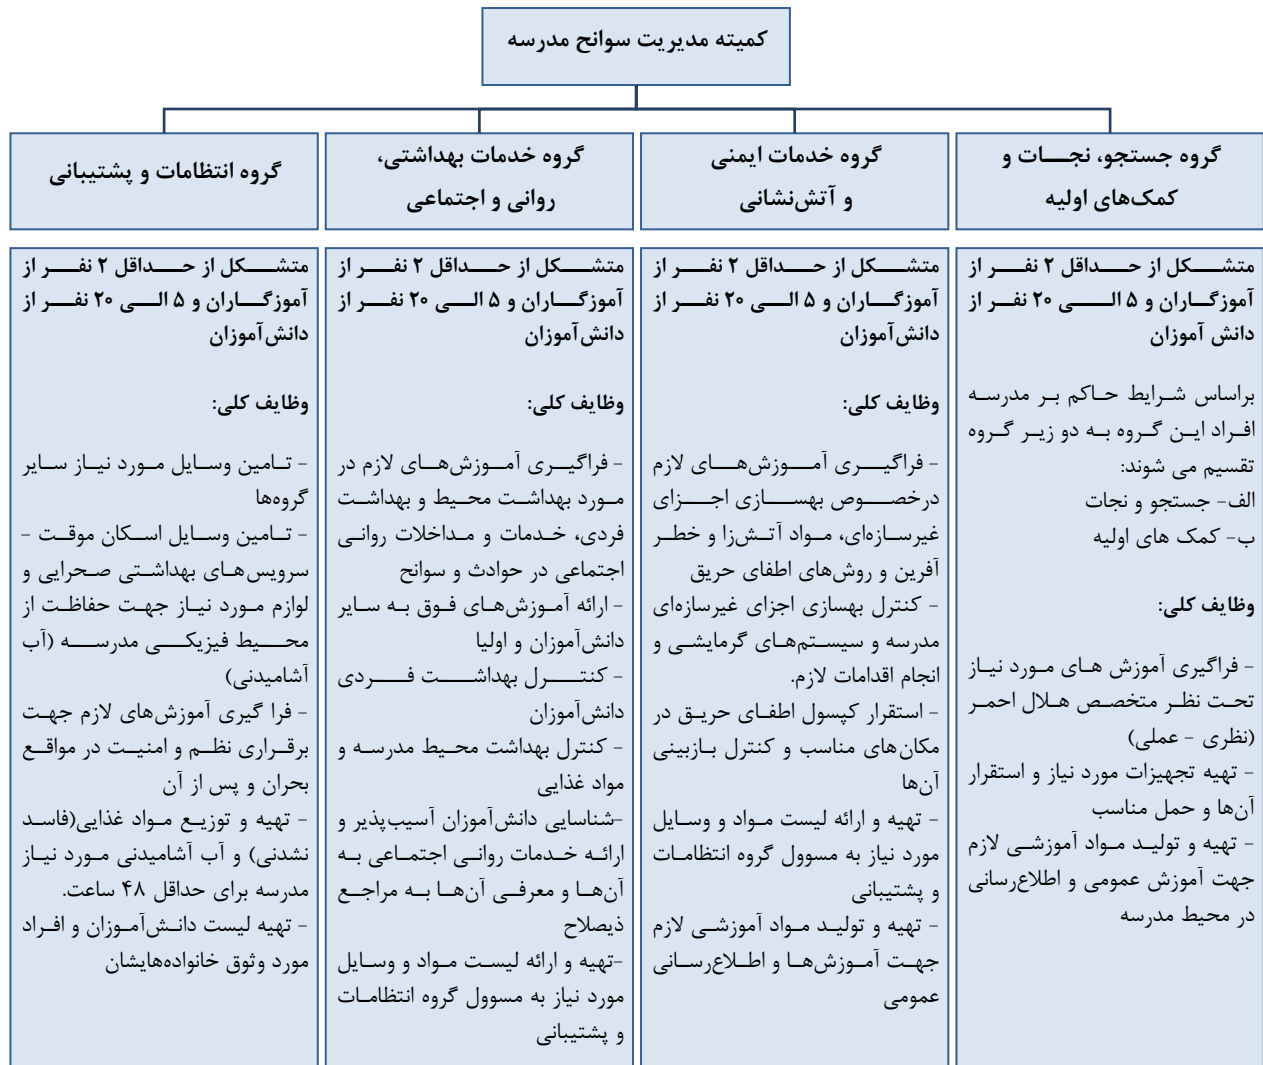 کمیته مدیریت سوانح مدرسه
گروه جستجو، نجات و
کمک‌های اولیه
متشکل از حداقل ۲ نفر از
آموزگاران و ۵ الی ۲۰ نفر از
دانش آموزان
براساس شرایط حاکم بر مدرسه
افراد این گروه به دو زیر گروه
تقسیم می شوند:
الف- جستجو و نجات
ب- کمک های اولیه
وظایف کلی:
- فراگیری آموزش های مورد نیاز
تحت نظر متخصص هلال احمر
(نظری - عملی)
- تهیه تجهیزات مورد نیاز و استقرار
آن‌ها و حمل مناسب
- تهیه و تولید مواد آموزشی لازم
جهت آموزش عمومی و اطلاع‌رسانی
در محیط مدرسه
گروه خدمات ایمنی
و آتش‌نشانی
متشکل از حداقل ۲ نفر از
آموزگاران و ۵ الی ۲۰ نفر از
دانش‌آموزان
وظایف کلی:
- فراگیری آموزش‌های لازم
درخصوص بهسازی اجزای
غیرسازه‌ای، مواد آتش‌زا و خطر
آفرین و روش‌های اطفای حریق
- کنترل بهسازی اجزای غیرسازه‌ای
مدرسه و سیستم‌های گرمایشی و
انجام اقدامات لازم.
- استقرار کپسول اطفای حریق در
مکان‌های مناسب و کنترل بازبینی
آن‌ها
- تهیه و ارائه لیست مواد و وسایل
مورد نیاز به مسوول گروه انتظامات
و پشتیبانی
- تهیه و تولید مواد آموزشی لازم
جهت آموزش‌ها و اطلاع‌رسانی
عمومی
گروه خدمات بهداشتی،
روانی و اجتماعی
متشکل از حداقل ۲ نفر از
آموزگاران و ۵ الی ۲۰ نفر از
دانش‌آموزان
وظایف کلی:
- فراگیری آموزش‌های لازم در
مورد بهداشت محیط و بهداشت
فردی، خدمات و مداخلات روانی
اجتماعی در حوادث و سوانح
- ارائه آموزش‌های فوق به سایر
دانش‌آموزان و اولیا
- کنترل بهداشت فردی
دانش‌آموزان
- کنترل بهداشت محیط مدرسه و
مواد غذایی
-شناسایی دانش‌آموزان آسیب‌پذیر و
ارائه خدمات روانی اجتماعی به
آن‌ها و معرفی آن‌ها به مراجع
ذیصلاح
-تهیه و ارائه لیست مواد و وسایل
مورد نیاز به مسوول گروه انتظامات
و پشتیبانی
گروه انتظامات و پشتیبانی
متشکل از حداقل ۲ نفر از
آموزگاران و ۵ الی ۲۰ نفر از
دانش‌آموزان
وظایف کلی:
- تامین وسایل مورد نیاز سایر
گروه‌ها
- تامین وسایل اسکان موقت -
سرویس‌های بهداشتی صحرایی و
لوازم مورد نیاز جهت حفاظت از
محیط فیزیکی مدرسه (آب
آشامیدنی)
- فرا گیری آموزش‌های لازم جهت
برقراری نظم و امنیت در مواقع
بحران و پس از آن
- تهیه و توزیع مواد غذایی(فاسد
نشدنی) و آب آشامیدنی مورد نیاز
مدرسه برای حداقل ۴۸ ساعت.
- تهیه لیست دانش‌آموزان و افراد
مورد وثوق خانواده‌هایشان